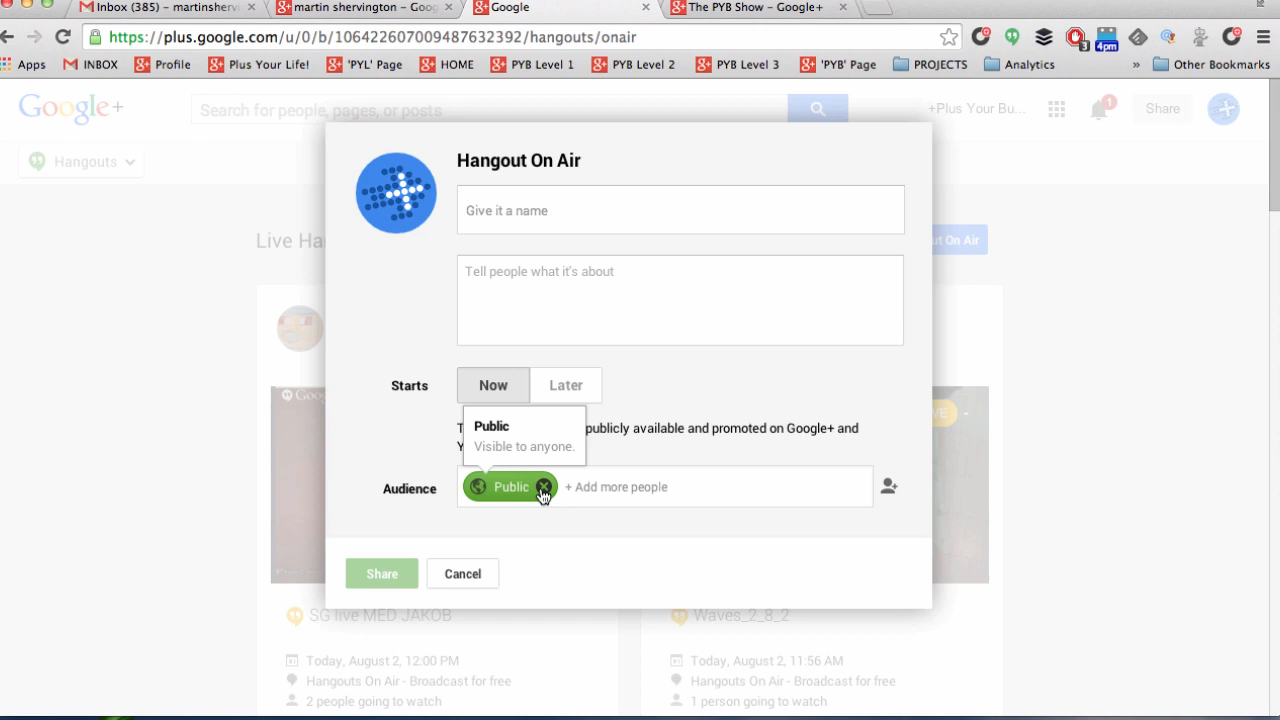 Inbox (385) – martinsherv
martin shervington – Goog
Google
The PYB Show – Google+
https://plus.google.com/u/0/b/106422607009487632392/hangouts/onair
3
4pm
Apps
INBOX
Profile
Plus Your Life!
'PYL' Page
HOME
PYB Level 1
PYB Level 2
PYB Level 3
'PYB' Page
PROJECTS
Analytics
»
Other Bookmarks
Google+
Search for people, pages, or posts
+Plus Your Bu...
1
Share
Hangouts
Hangout On Air
Give it a name
Live Ha
ut On Air
Tell people what it's about
Starts
Now
Later
Public
Visible to anyone.
T
publicly available and promoted on Google+ and
Y
Audience
Public
+ Add more people
Share
Cancel
SG live MED JAKOB
Waves_2_8_2
Today, August 2, 12:00 PM
Today, August 2, 11:56 AM
Hangouts On Air - Broadcast for free
Hangouts On Air - Broadcast for free
2 people going to watch
1 person going to watch